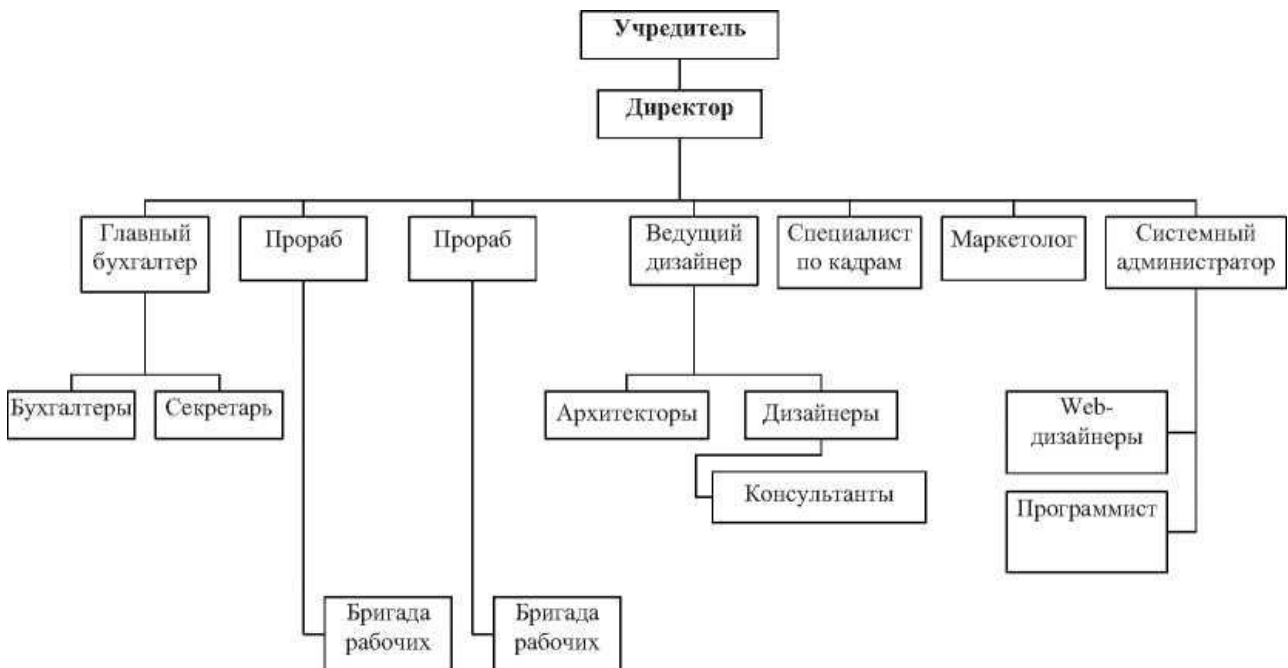 Учредитель
Директор
Главный
бухгалтер
Прораб
Прораб
Ведущий
дизайнер
Специалист
по кадрам
Маркетолог
Системный
администратор
Бухгалтеры
Секретарь
Архитекторы
Дизайнеры
Консультанты
Web-
дизайнеры
Программист
Бригада
рабочих
Бригада
рабочих